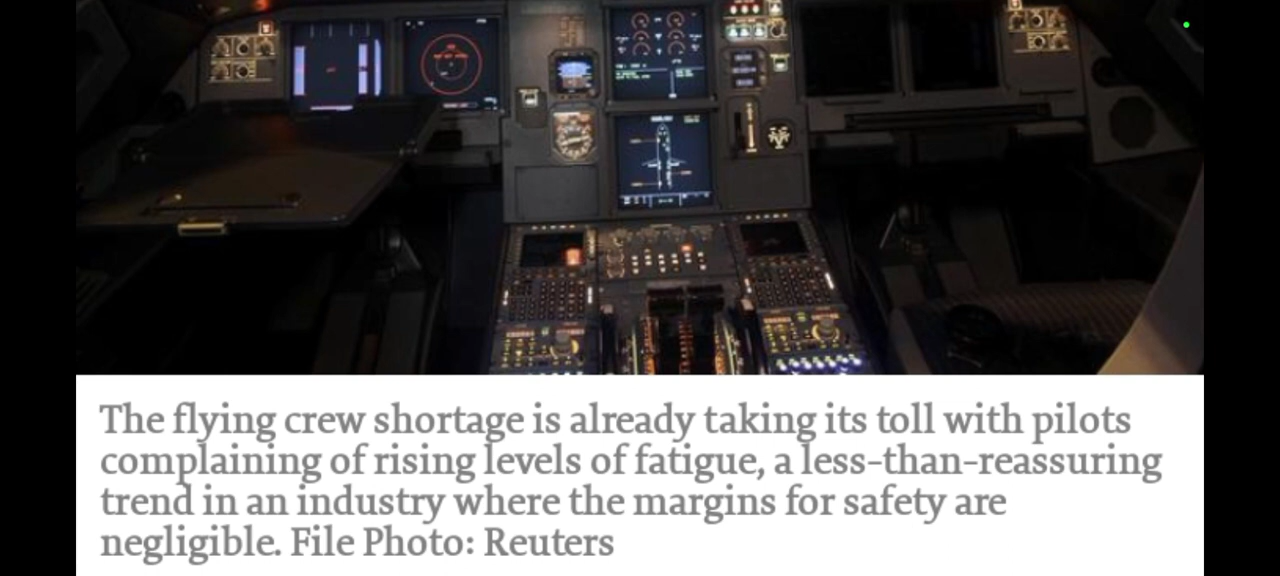 The flying crew shortage is already taking its toll with pilots
complaining of rising levels of fatigue, a less-than-reassuring
trend in an industry where the margins for safety are
negligible. File Photo: Reuters